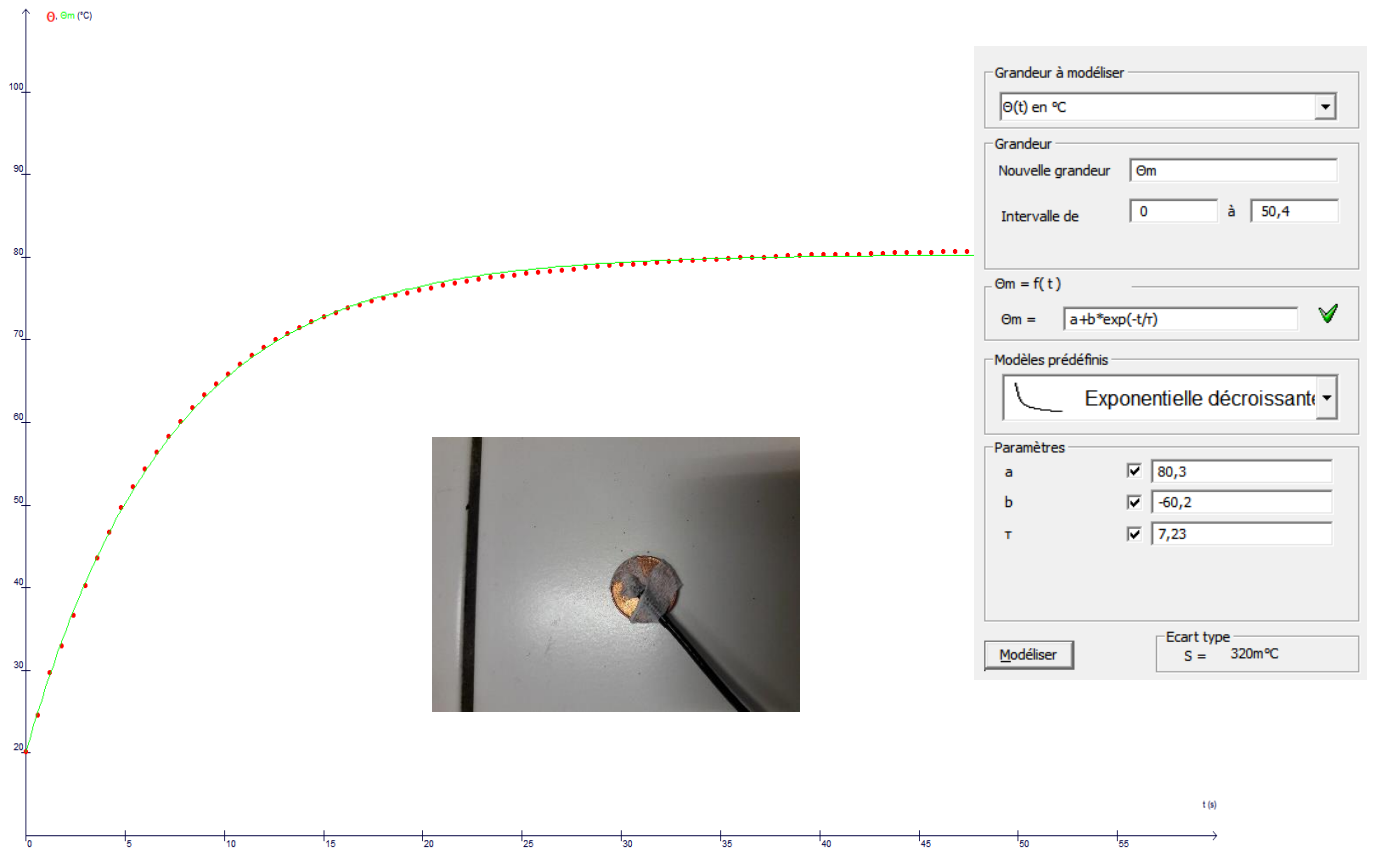 Θ, Θm (°C)
100
90
80
70
60
50
40
30
20
0 5 10 15 20 25 30 35 40 45 50 55
t (s)
Grandeur à modéliser
Θ(t) en °C
Grandeur
Nouvelle grandeur Θm
Intervalle de 0 à 50,4
Θm = f( t )
Θm = a+b*exp(-t/τ)
Modèles prédéfinis
Exponentielle décroissante
Paramètres
a 80,3
b -60,2
τ 7,23
Modéliser
Ecart type
S = 320m°C